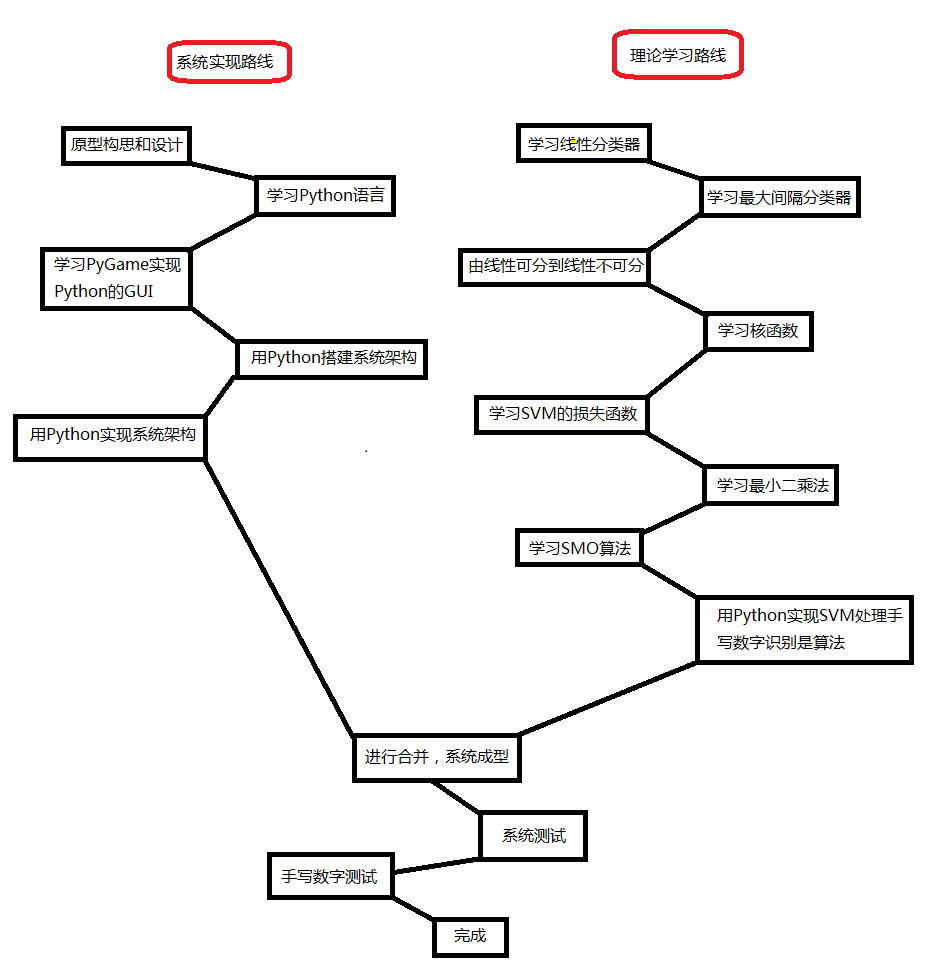 系统实现路线
理论学习路线
原型构思和设计
学习Python语言
学习PyGame实现
Python的GUI
用Python搭建系统架构
用Python实现系统架构
学习线性分类器
学习最大间隔分类器
由线性可分到线性不可分
学习核函数
学习SVM的损失函数
学习最小二乘法
学习SMO算法
用Python实现SVM处理手
写数字识别是算法
进行合并，系统成型
系统测试
手写数字测试
完成